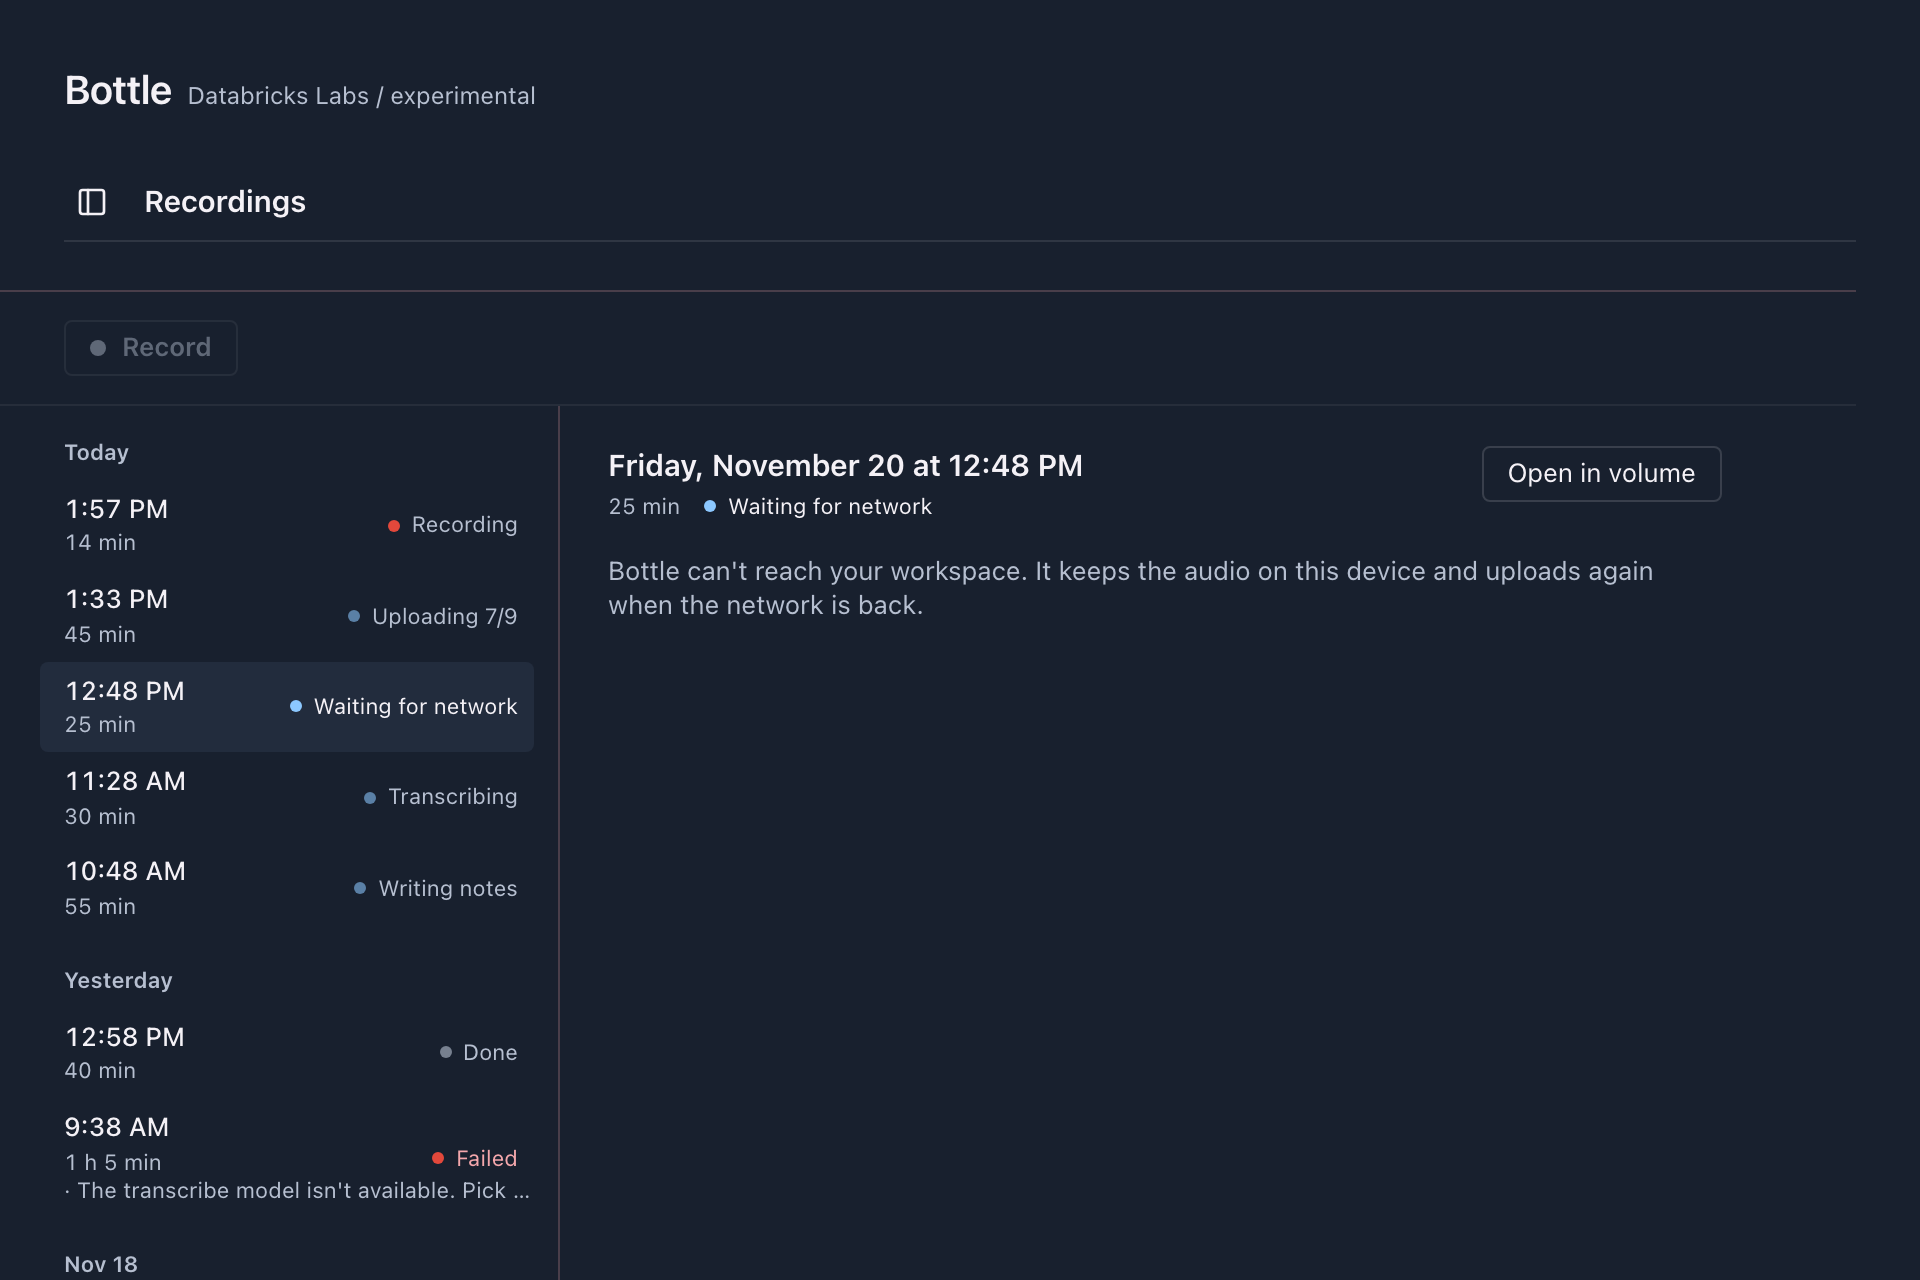 Bottle Databricks Labs / experimental
Recordings
Record
Today
1:57 PM
14 min
Recording
1:33 PM
45 min
Uploading 7/9
12:48 PM
25 min
Waiting for network
11:28 AM
30 min
Transcribing
10:48 AM
55 min
Writing notes
Yesterday
12:58 PM
40 min
Done
9:38 AM
1 h 5 min
Failed
· The transcribe model isn't available. Pick ...
Nov 18
Friday, November 20 at 12:48 PM
25 min Waiting for network
Open in volume
Bottle can't reach your workspace. It keeps the audio on this device and uploads again
when the network is back.